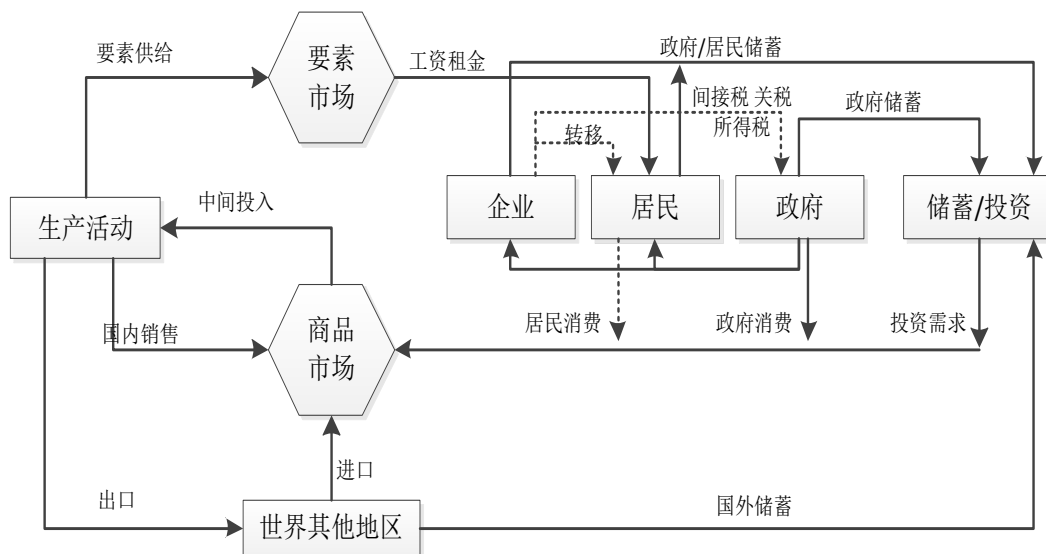 政府/居民储蓄
要素供给
要素
市场
工资租金
间接税 关税
所得税
政府储蓄
转移
企业
居民
政府
储蓄/投资
中间投入
生产活动
国内销售
商品
市场
居民消费
政府消费
投资需求
进口
出口
世界其他地区
国外储蓄